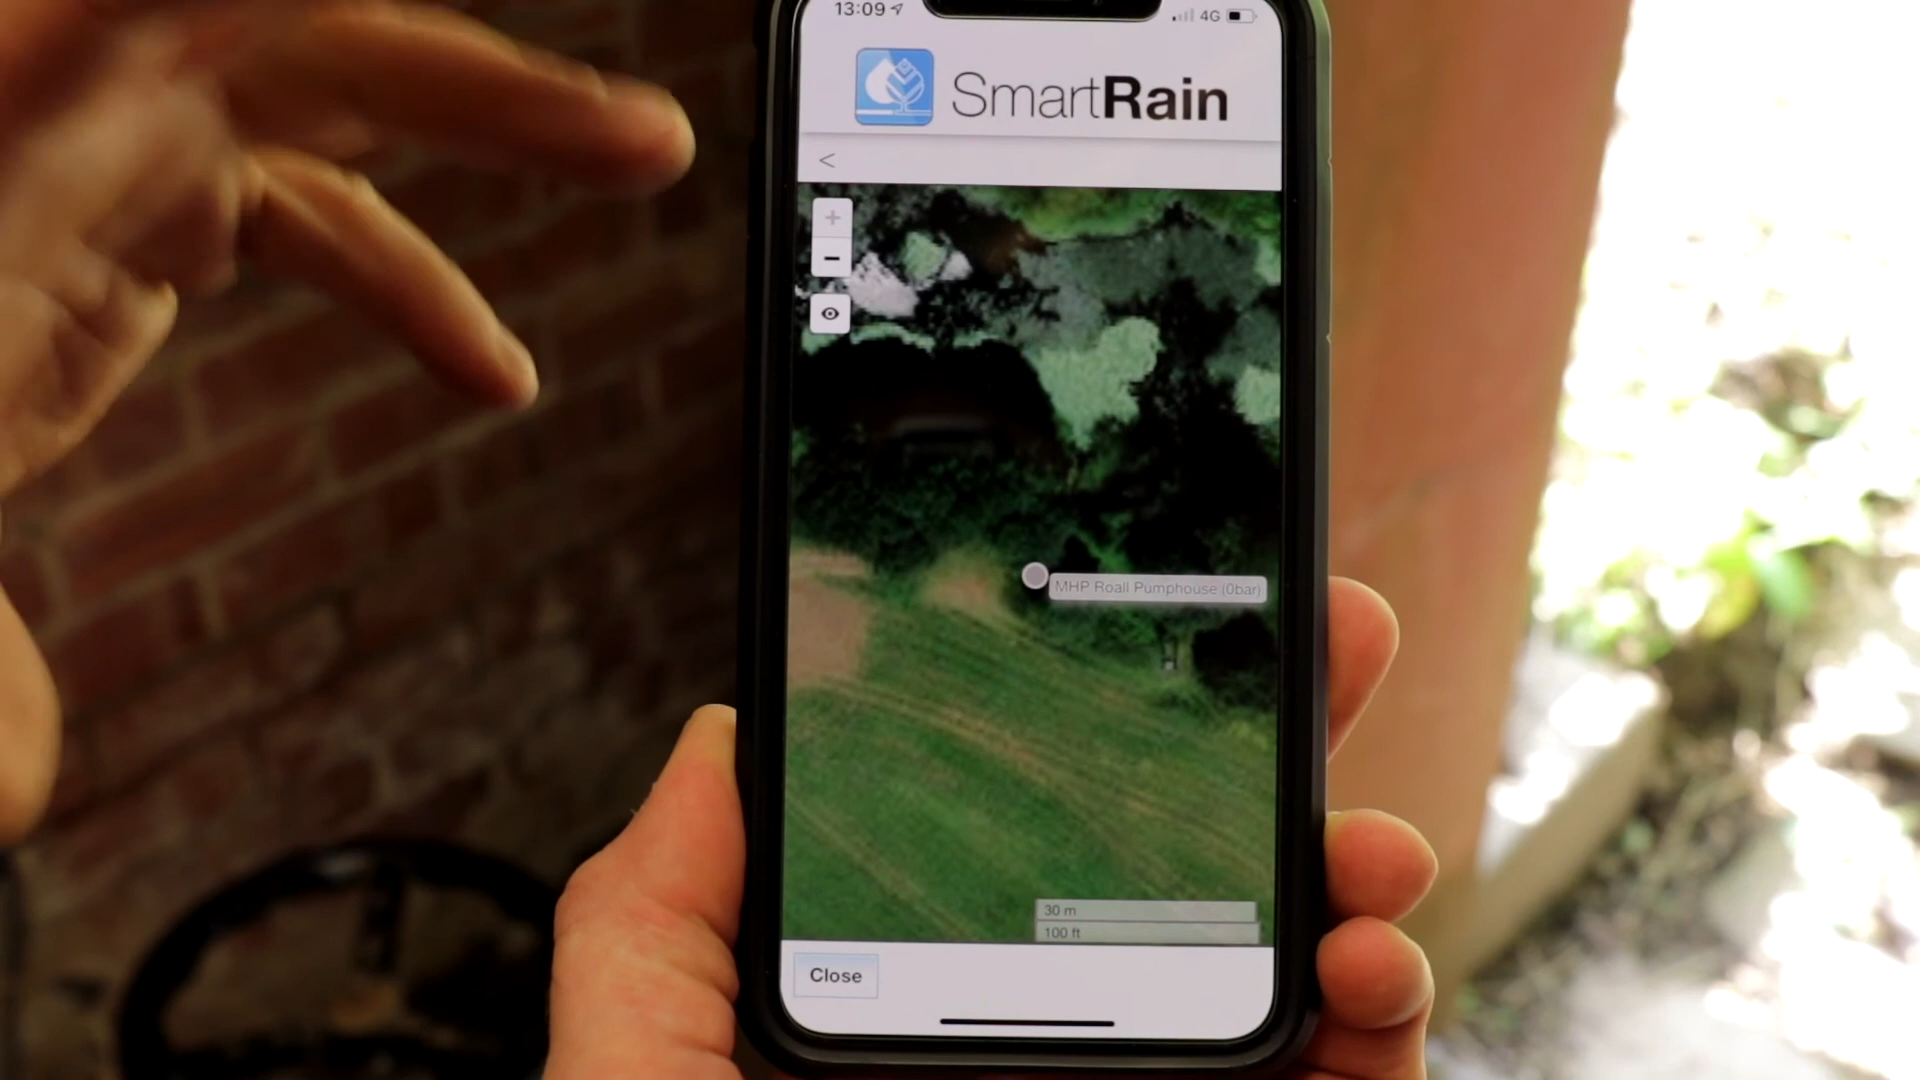 13:09
4G
SmartRain
<
+
-
MHP Roall Pumphouse (0bar)
30 m
100 ft
Close